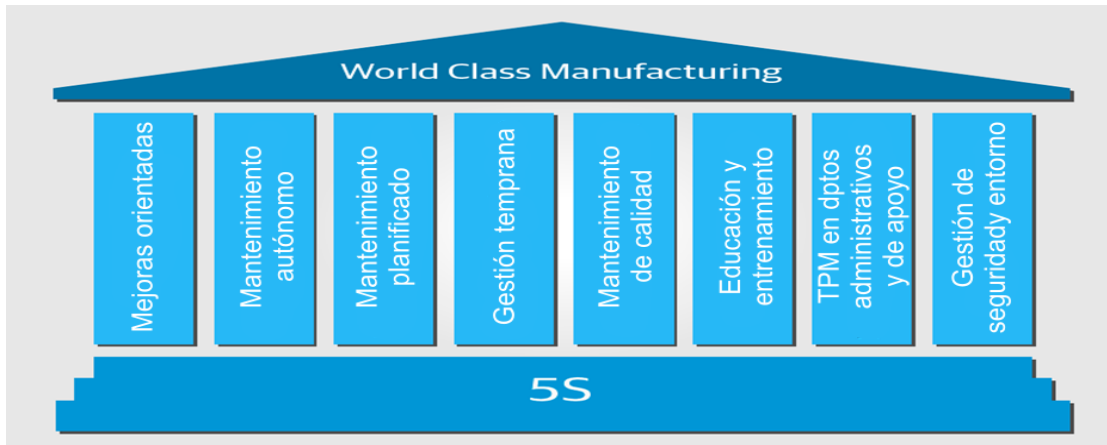 World Class Manufacturing
Mejoras orientadas
Mantenimiento
autónomo
Mantenimiento
planificado
Gestión temprana
Mantenimiento
de calidad
Educación y
entrenamiento
TPM en dptos
administrativos
y de apoyo
Gestión de
seguridady entorno
5S